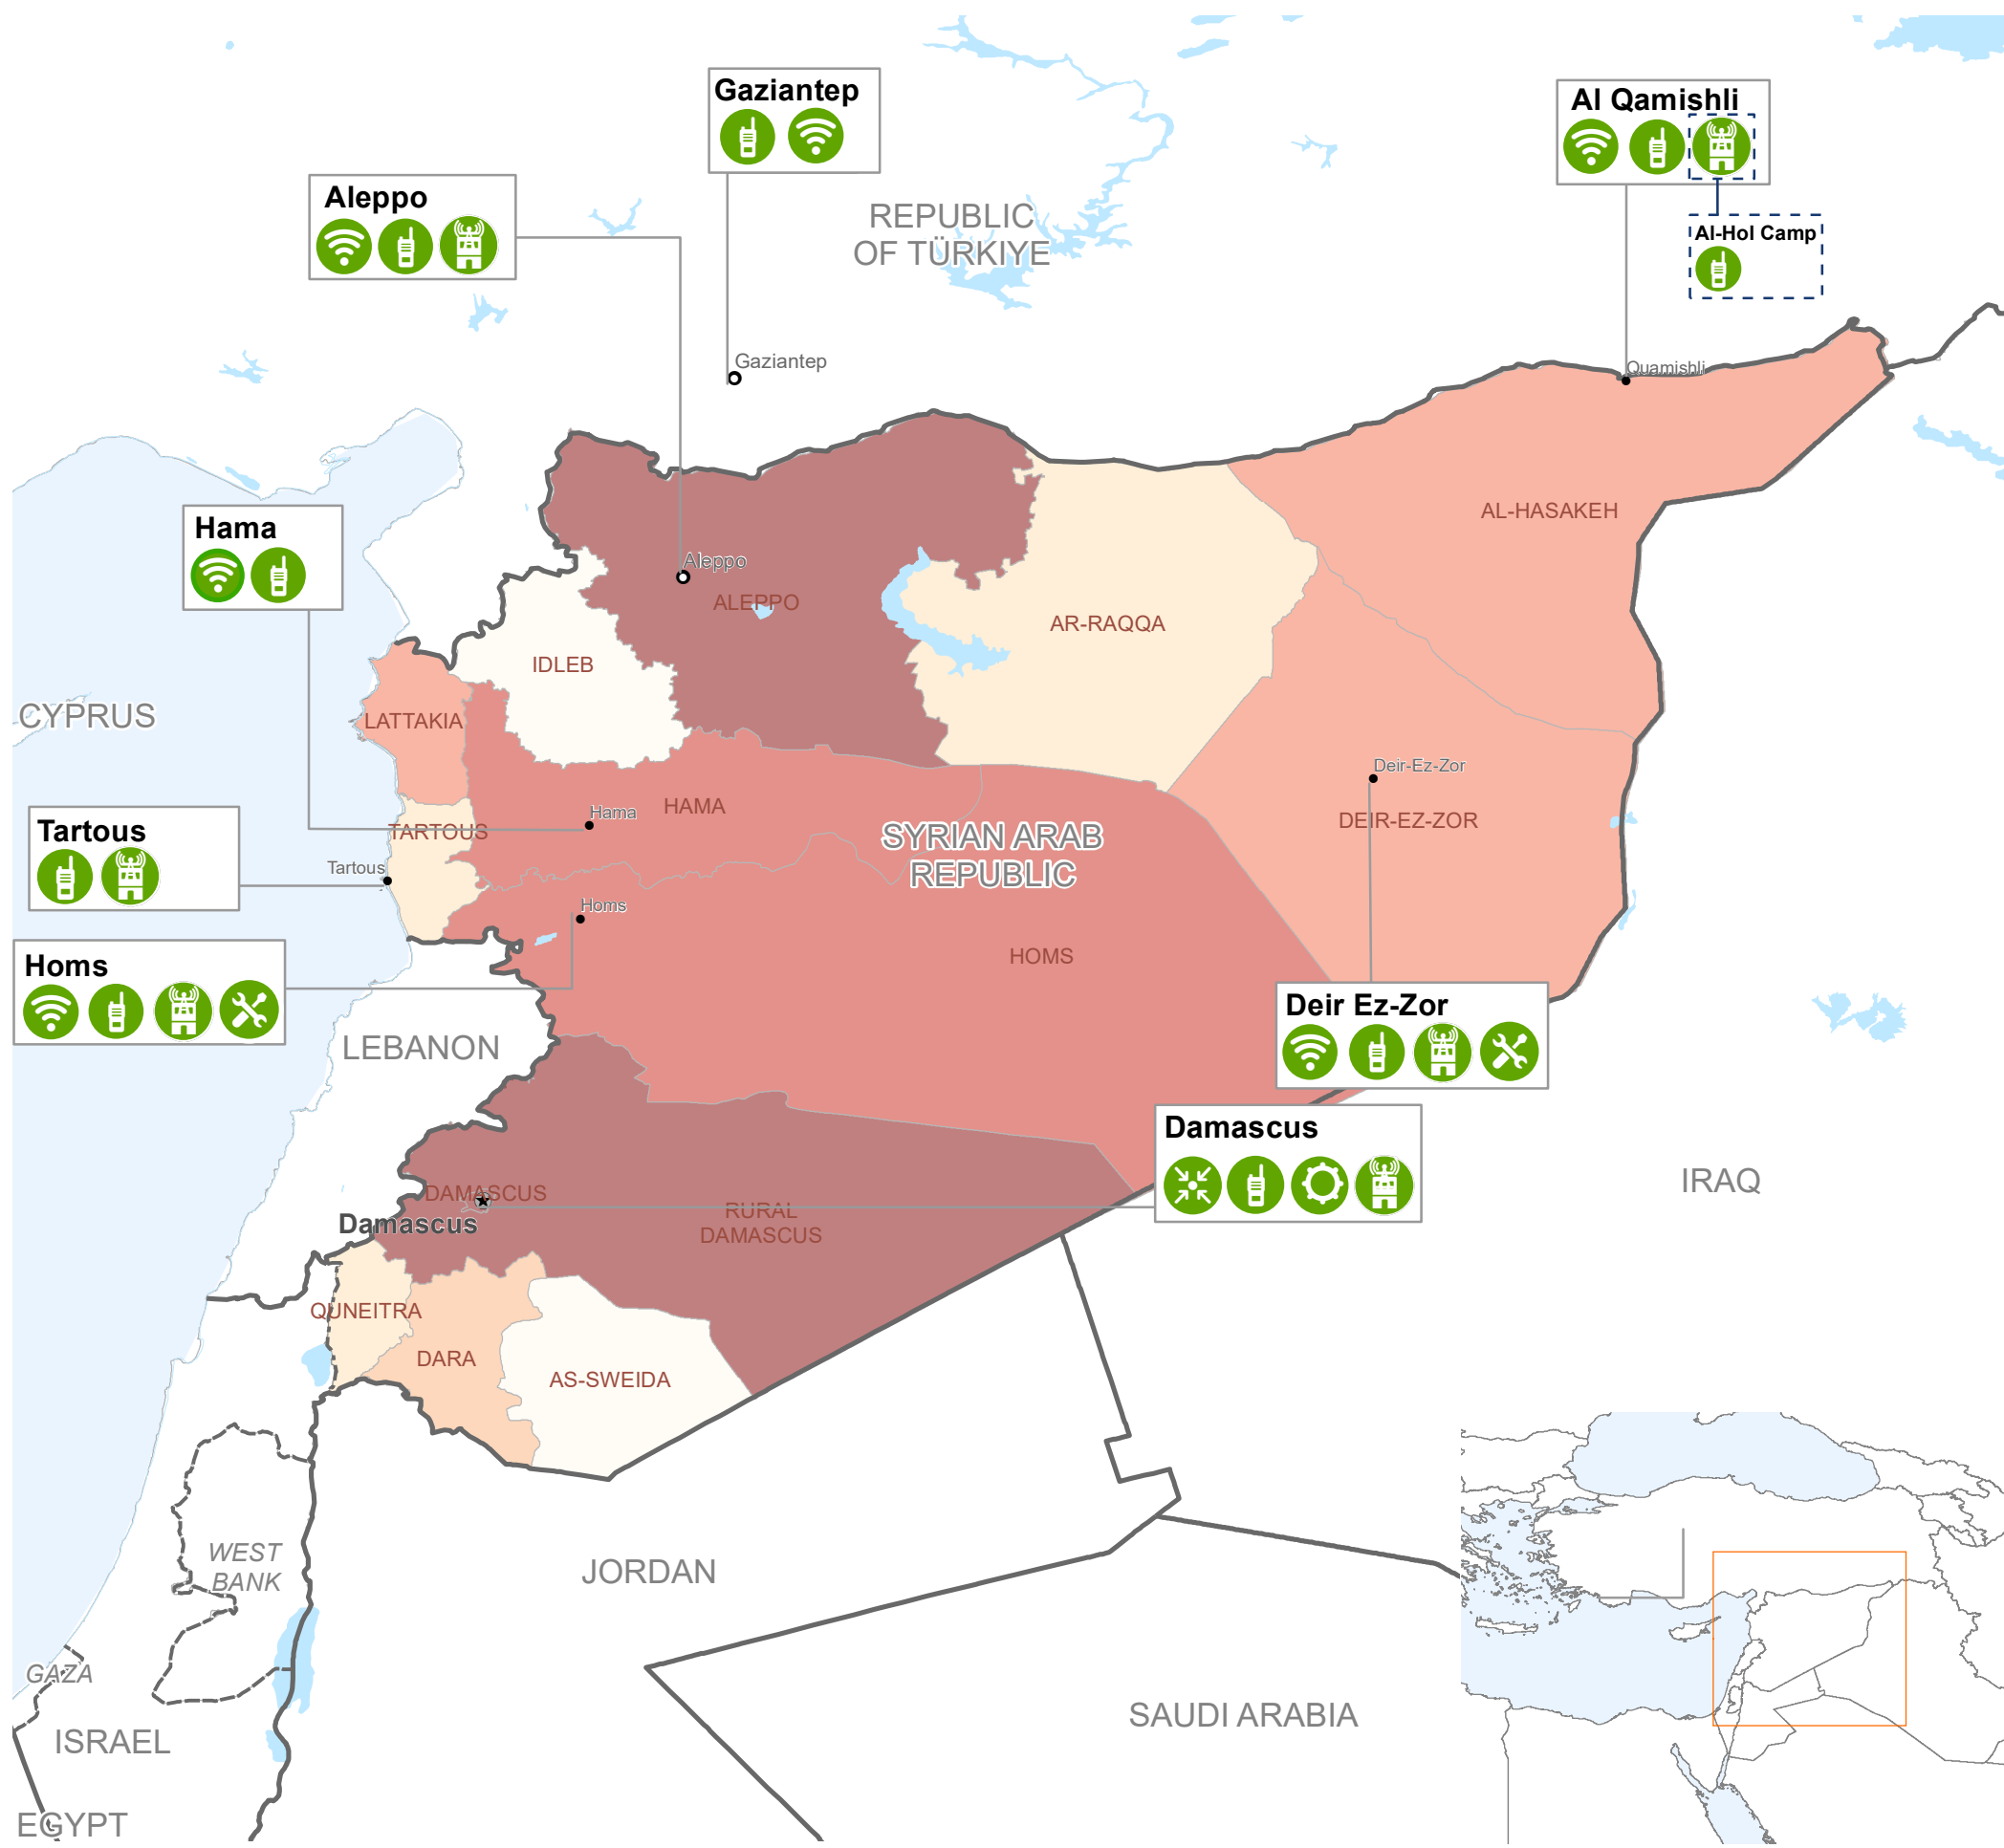 Gaziantep
Al Qamishli
Aleppo
REPUBLIC
OF TÜRKIYE
Al-Hol Camp
Gaziantep
Quamishli
AL-HASAKEH
Hama
Aleppo
ALEPPO
AR-RAQQA
IDLEB
CYPRUS
LATTAKIA
Deir-Ez-Zor
HAMA
Hama
DEIR-EZ-ZOR
Tartous
TARTOUS
SYRIAN ARAB
REPUBLIC
Tartous
Homs
HOMS
Homs
Deir Ez-Zor
LEBANON
Damascus
IRAQ
DAMASCUS
RURAL
DAMASCUS
Damascus
QUNEITRA
DARA
AS-SWEIDA
WEST
BANK
JORDAN
GAZA
SAUDI ARABIA
ISRAEL
EGYPT